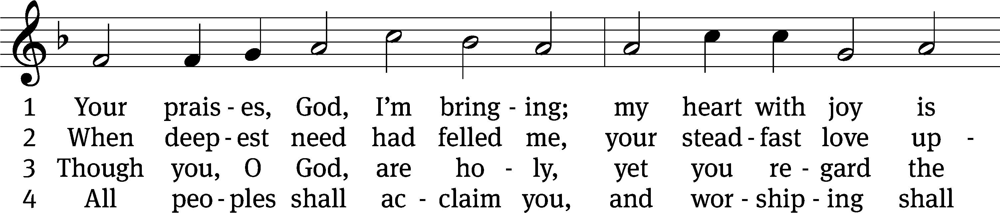 1 Your prais - es, God, I’m bring - ing; my heart with joy is
2 When deep - est need had felled me, your stead - fast love up -
3 Though you, O God, are ho - ly, yet you re - gard the
4 All peo - ples shall ac - claim you, and wor - ship - ing shall